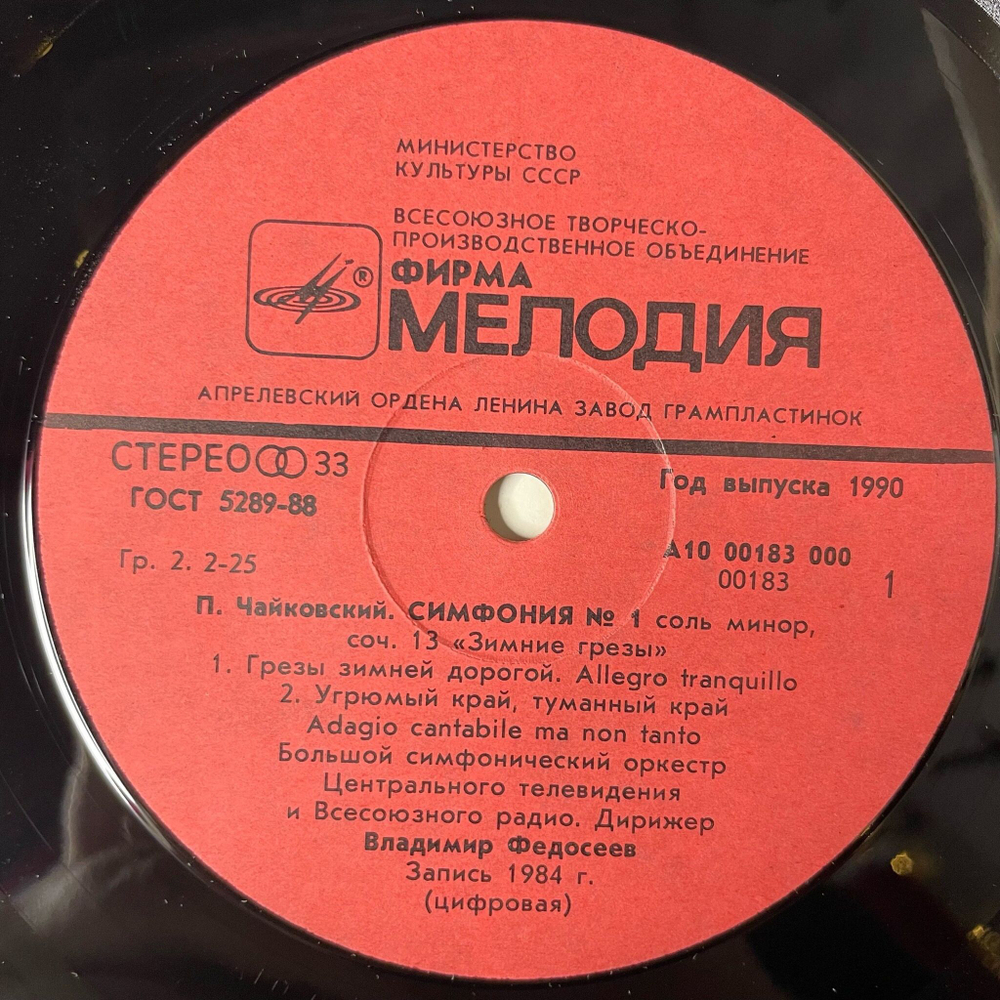 МИНИСТЕРСТВО
КУЛЬТУРЫ СССР
ВСЕСОЮЗНОЕ ТВОРЧЕСКО-
ПРОИЗВОДСТВЕННОЕ ОБЪЕДИНЕНИЕ
®
ФИРМА
МЕЛОДИЯ
АПРЕЛЕВСКИЙ ОРДЕНА ЛЕНИНА ЗАВОД ГРАМПЛАСТИНОК
СТЕРЕО 33
ГОСТ 5289-88
Гр. 2. 2-25
Год выпуска 1990
А10 00183 000
00183
1
П. Чайковский. СИМФОНИЯ № 1 соль минор,
соч. 13 «Зимние грезы»
1. Грезы зимней дорогой. Allegro tranquillo
2. Угрюмый край, туманный край
Adagio cantabile ma non tanto
Большой симфонический оркестр
Центрального телевидения
и Всесоюзного радио. Дирижер
Владимир Федосеев
Запись 1984 г.
(цифровая)